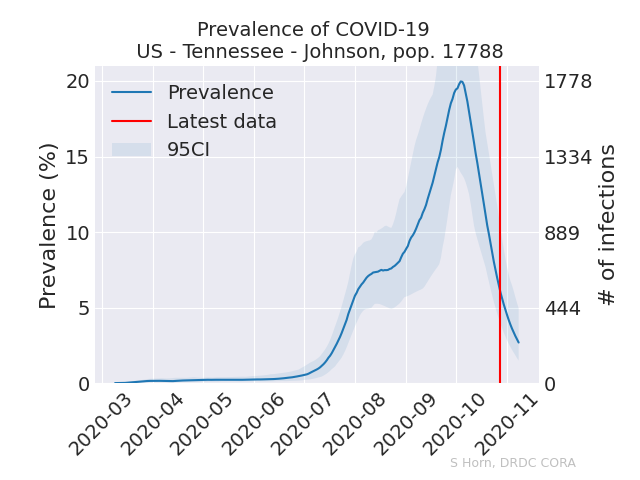 Prevalence of COVID-19
US - Tennessee - Johnson, pop. 17788
Prevalence
Latest data
95CI
Prevalence (%)
20
15
10
5
0
1778
1334
889
444
0
# of infections
2020-03
2020-04
2020-05
2020-06
2020-07
2020-08
2020-09
2020-10
2020-11
S Horn, DRDC CORA